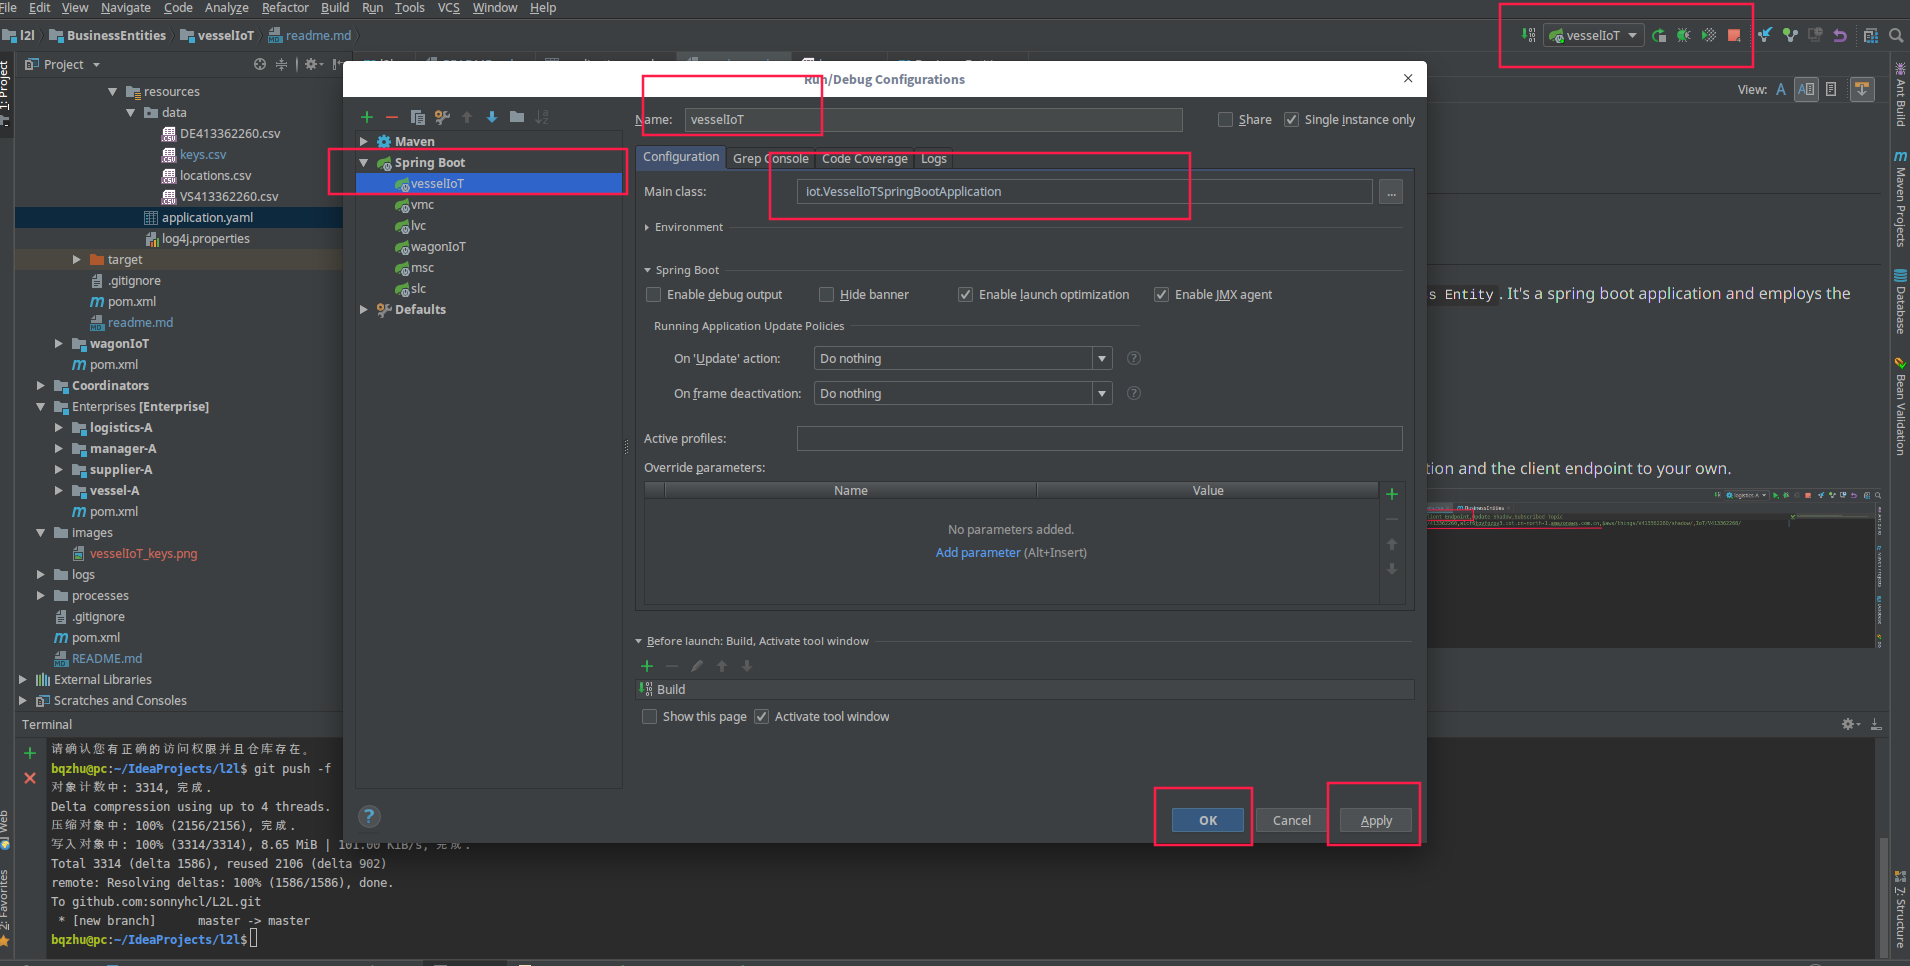 File Edit View Navigate Code Analyze Refactor Build Run Tools VCS Window Help
l2l BusinessEntities vesselIoT readme.md
vesselIoT
Project
View:
resources
data
DE413362260.csv
keys.csv
locations.csv
VS413362260.csv
application.yaml
log4j.properties
target
.gitignore
pom.xml
readme.md
wagonIoT
pom.xml
Coordinators
Enterprises [Enterprise]
logistics-A
manager-A
supplier-A
vessel-A
pom.xml
images
vesselIoT_keys.png
logs
processes
.gitignore
pom.xml
README.md
External Libraries
Scratches and Consoles
1: Project
Web
2: Favorites
Run/Debug Configurations
Maven
Spring Boot
vesselIoT
vmc
lvc
wagonIoT
msc
slc
Defaults
Name: vesselIoT
Share Single instance only
Configuration Grep Console Code Coverage Logs
Main class: iot.VesselIoTSpringBootApplication ...
Environment
Spring Boot
Enable debug output Hide banner Enable launch optimization Enable JMX agent
Running Application Update Policies
On 'Update' action: Do nothing
On frame deactivation: Do nothing
Active profiles:
Override parameters:
Name Value
No parameters added.
Add parameter (Alt+Insert)
Before launch: Build, Activate tool window
Build
Show this page Activate tool window
OK Cancel Apply
s Entity . It's a spring boot application and employs the
tion and the client endpoint to your own.
Ant Build
Maven Projects
Database
Bean Validation
Z: Structure
Terminal
请确认您有正确的访问权限并且仓库存在。
bqzhu@pc:~/IdeaProjects/l2l$ git push -f
对象计数中: 3314, 完成.
Delta compression using up to 4 threads.
压缩对象中: 100% (2156/2156), 完成.
写入对象中: 100% (3314/3314), 8.65 MiB | 101.00 KiB/s, 完成.
Total 3314 (delta 1586), reused 2106 (delta 902)
remote: Resolving deltas: 100% (1586/1586), done.
To github.com:sonnyhcl/L2L.git
* [new branch] master -> master
bqzhu@pc:~/IdeaProjects/l2l$